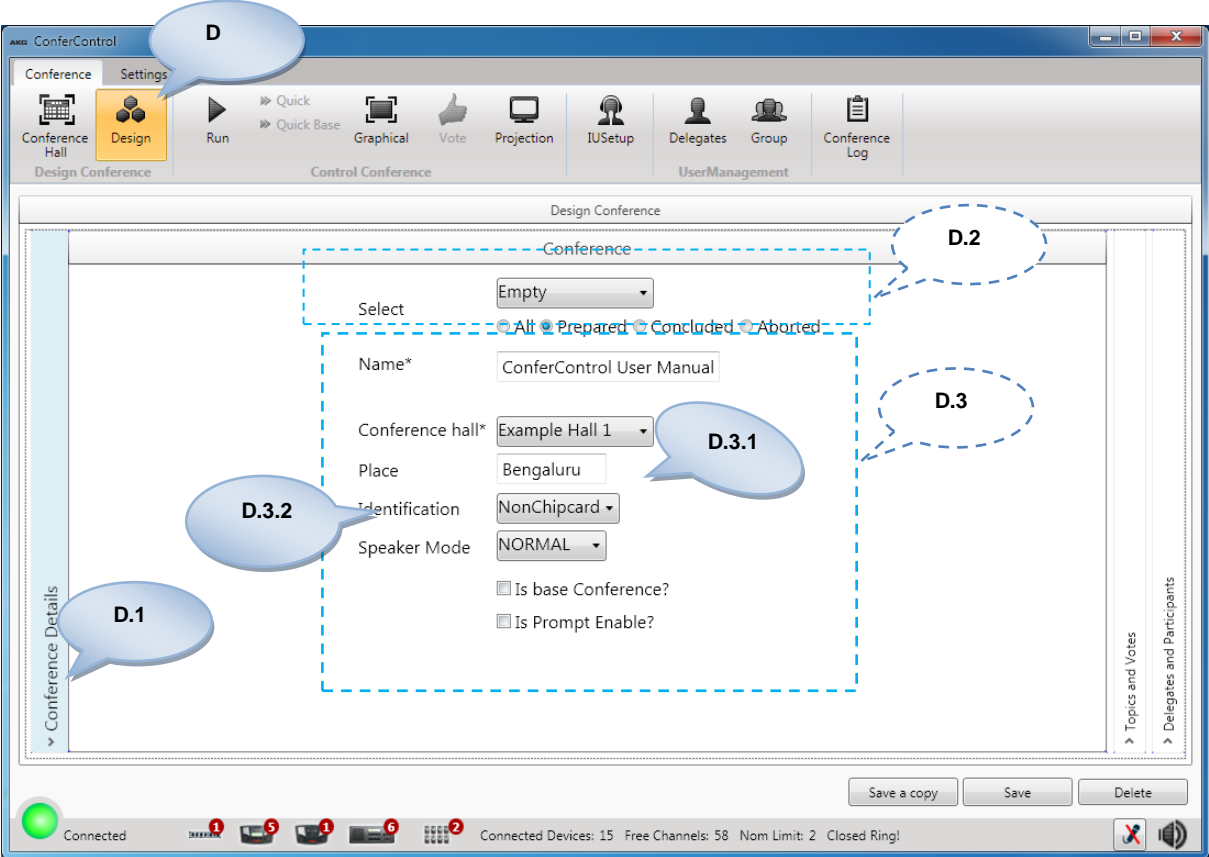 D
AKG ConferControl
Conference Settings
Quick
Quick Base
Conference Hall
Design
Run
Graphical
Vote
Projection
IUSetup
Delegates
Group
Conference Log
Design Conference
Control Conference
UserManagement
Design Conference
D.2
Conference
Select
Empty
All Prepared Concluded Aborted
Name*
ConferControl User Manual
D.3
Conference hall*
Example Hall 1
D.3.1
Place
Bengaluru
D.3.2
Identification
NonChipcard
Speaker Mode
NORMAL
Is base Conference?
Is Prompt Enable?
D.1
Conference Details
Topics and Votes
Delegates and Participants
Save a copy
Save
Delete
Connected
1
5
1
6
2
Connected Devices: 15 Free Channels: 58 Nom Limit: 2 Closed Ring!